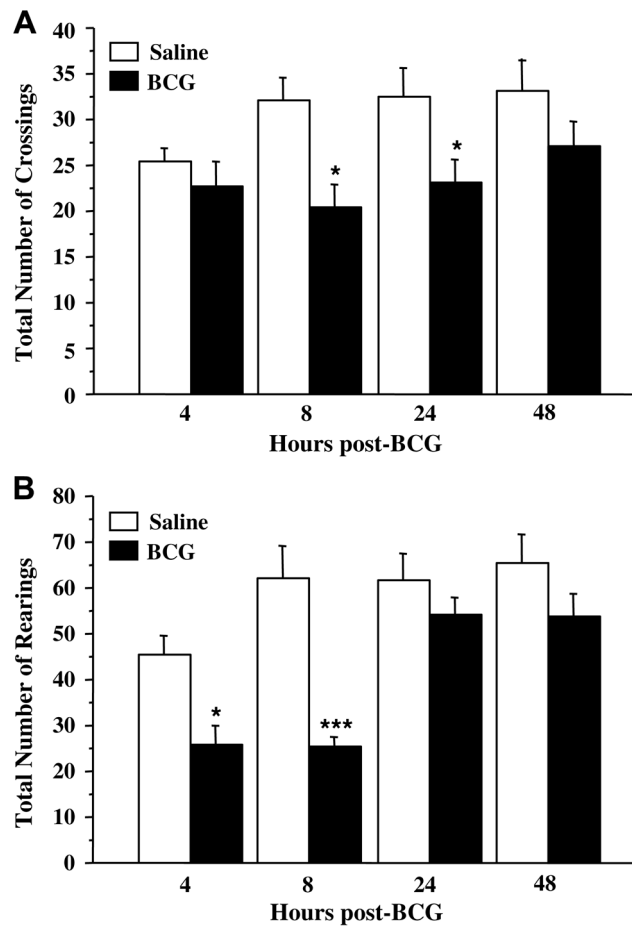 A
Total Number of Crossings
40
35
30
25
20
15
10
5
0
Saline
BCG
*
*
4 8 24 48
Hours post-BCG
B
Total Number of Rearings
80
70
60
50
40
30
20
10
0
Saline
BCG
*
***
4 8 24 48
Hours post-BCG